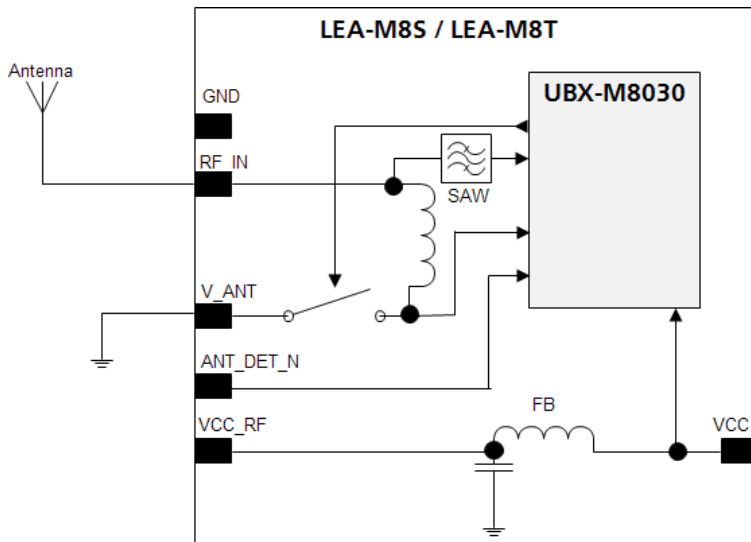 LEA-M8S / LEA-M8T
Antenna
UBX-M8030
GND
RF_IN
SAW
V_ANT
ANT_DET_N
FB
VCC_RF
VCC